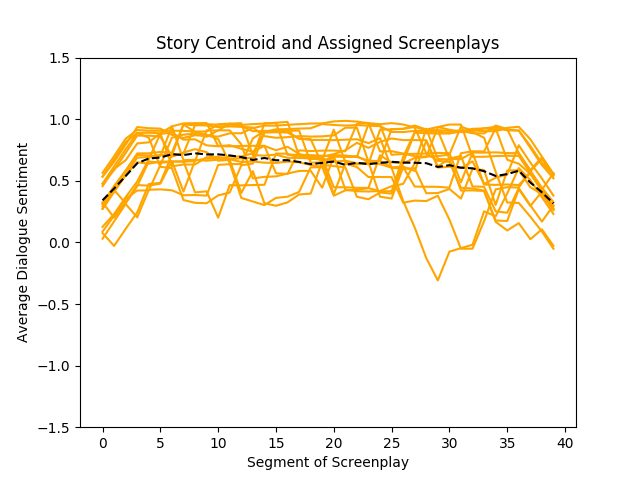 Story Centroid and Assigned Screenplays
1.5
1.0
0.5
0.0
−0.5
−1.0
−1.5
Average Dialogue Sentiment
0 5 10 15 20 25 30 35 40
Segment of Screenplay